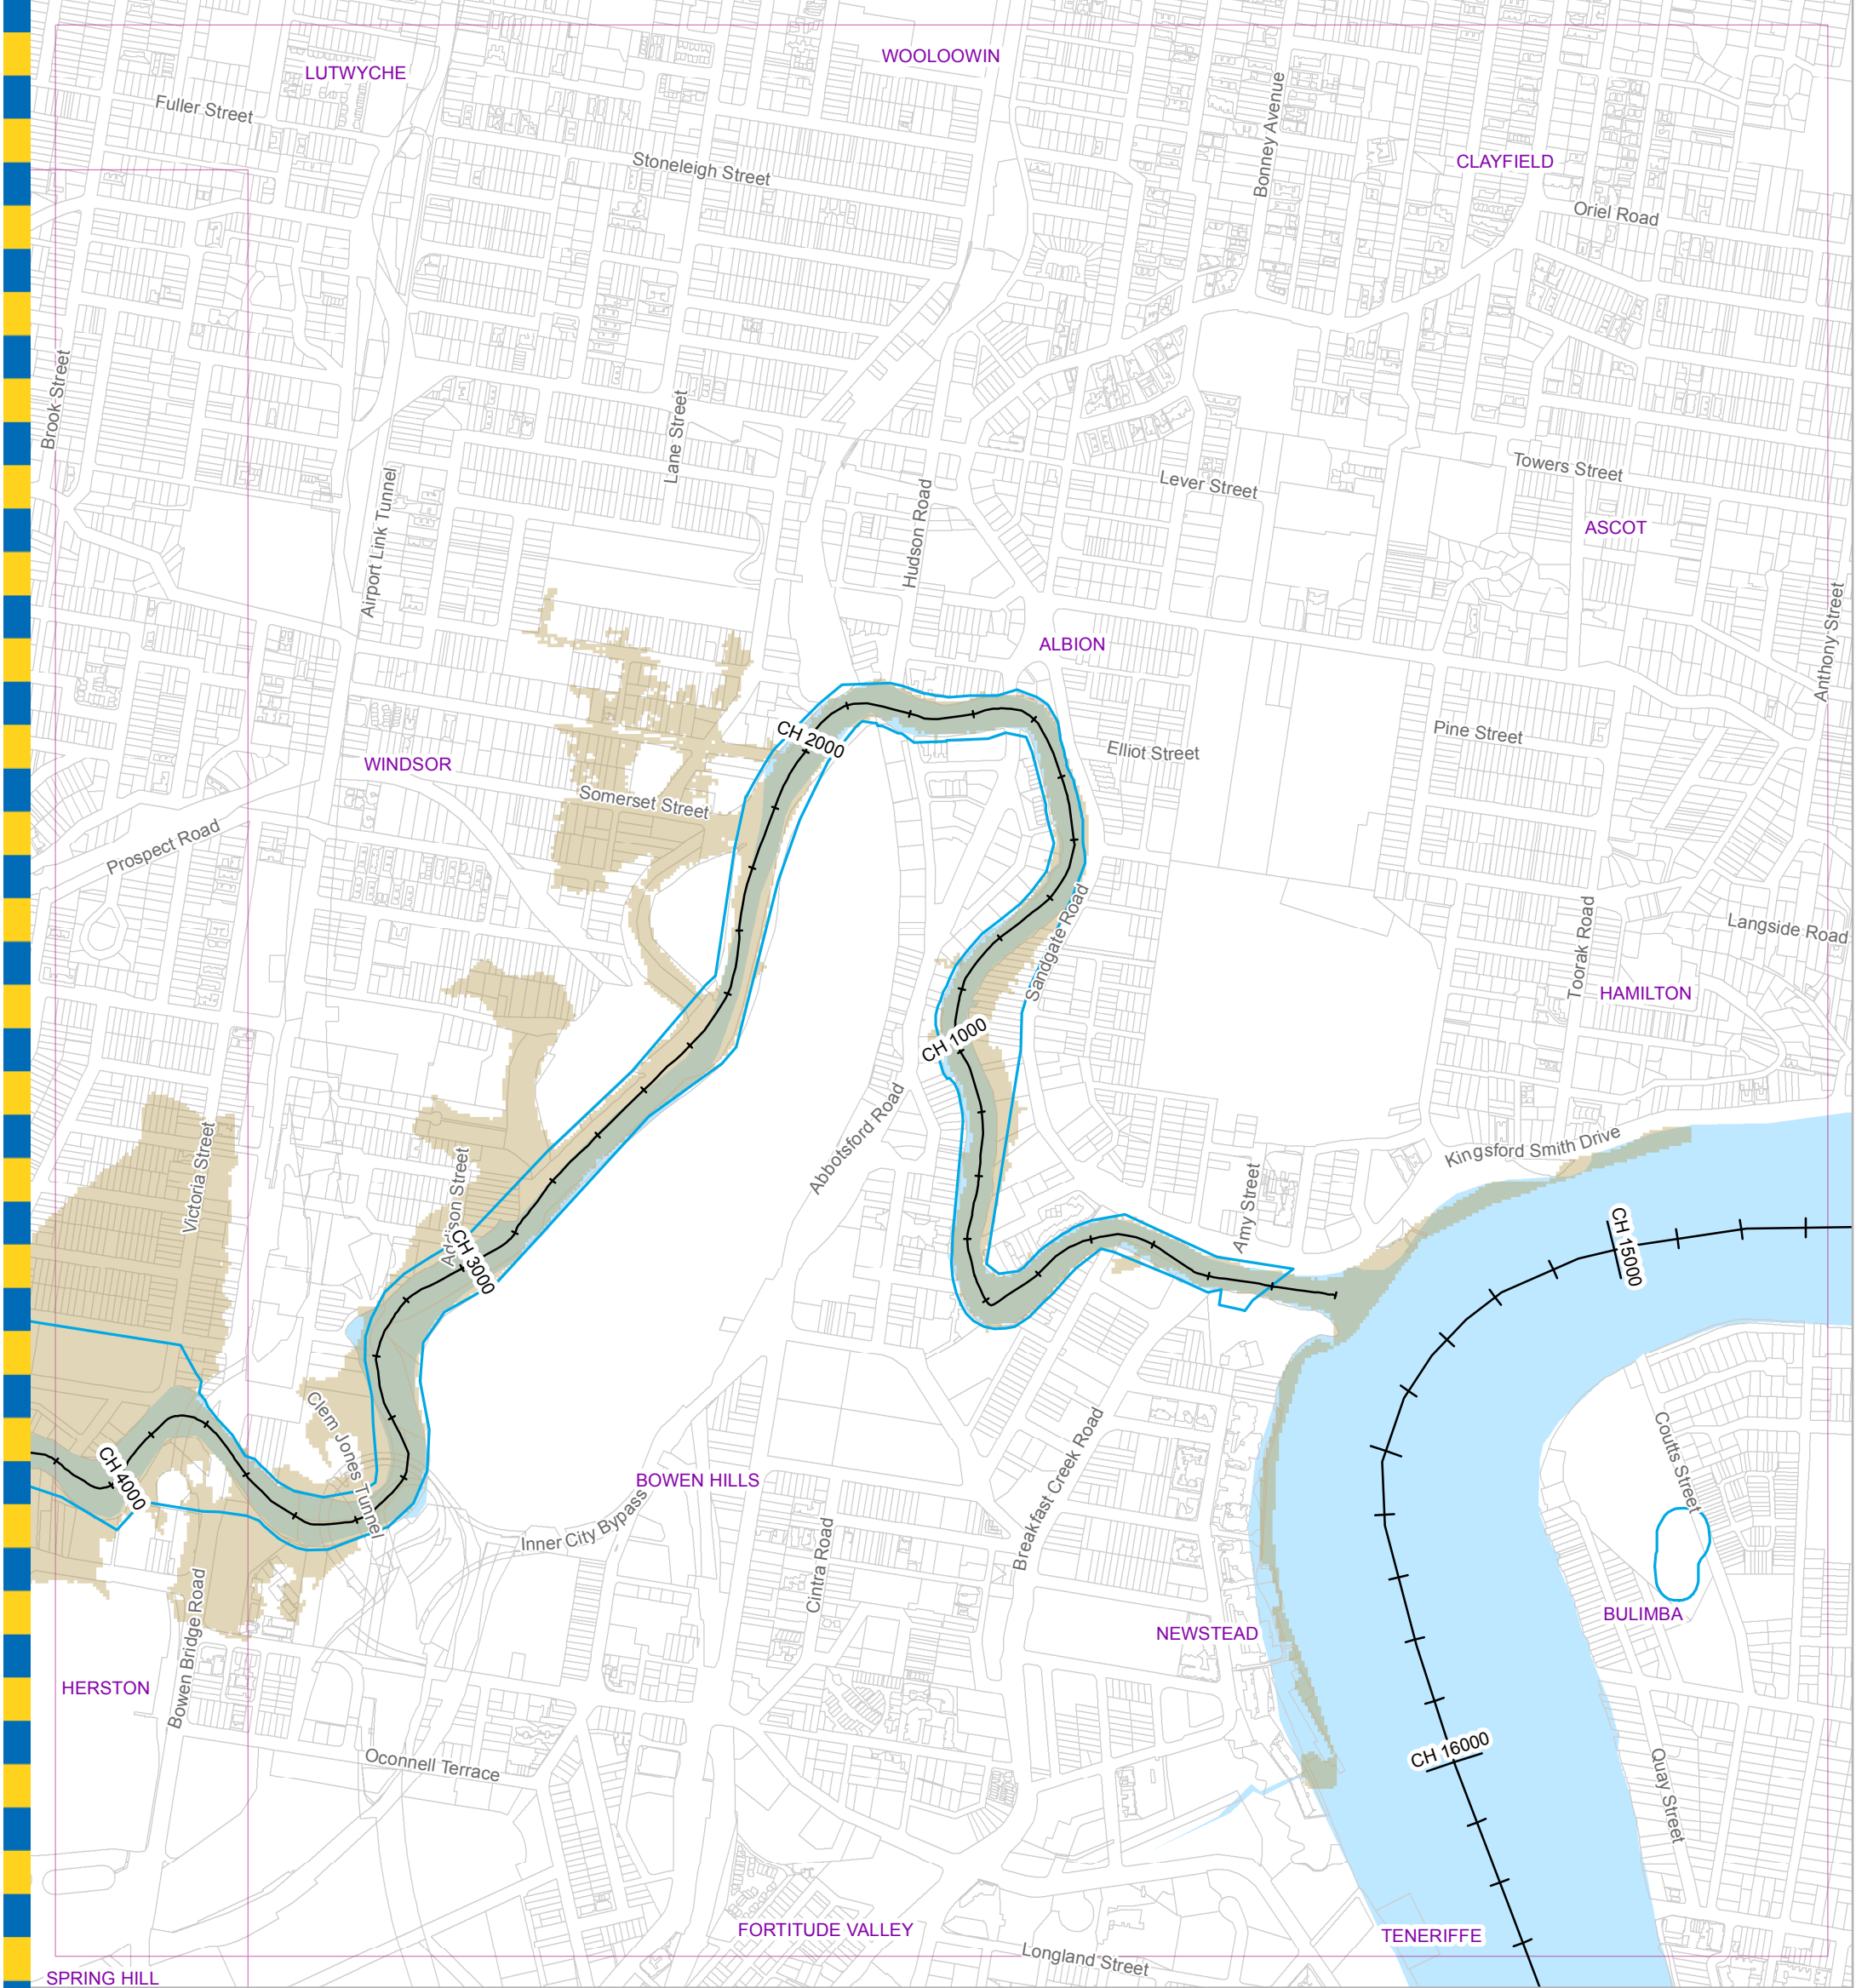 WOOLOOWIN
LUTWYCHE
Fuller Street
Bonney Avenue
Stoneleigh Street
CLAYFIELD
Oriel Road
Brook Street
Lane Street
Towers Street
Lever Street
Airport Link Tunnel
Hudson Road
ASCOT
Anthony Street
ALBION
CH 2000
Pine Street
Elliot Street
WINDSOR
Somerset Street
Prospect Road
Langside Road
Sandgate Road
Toorak Road
HAMILTON
CH 1000
Abbotsford Road
Kingsford Smith Drive
Victoria Street
Addison Street
Amy Street
CH 3000
CH 15000
Clem Jones Tunnel
Coutts Street
CH 4000
BOWEN HILLS
Breakfast Creek Road
Inner City Bypass
Cintra Road
BULIMBA
NEWSTEAD
Bowen Bridge Road
HERSTON
CH 16000
Oconnell Terrace
Quay Street
FORTITUDE VALLEY
TENERIFFE
Longland Street
SPRING HILL